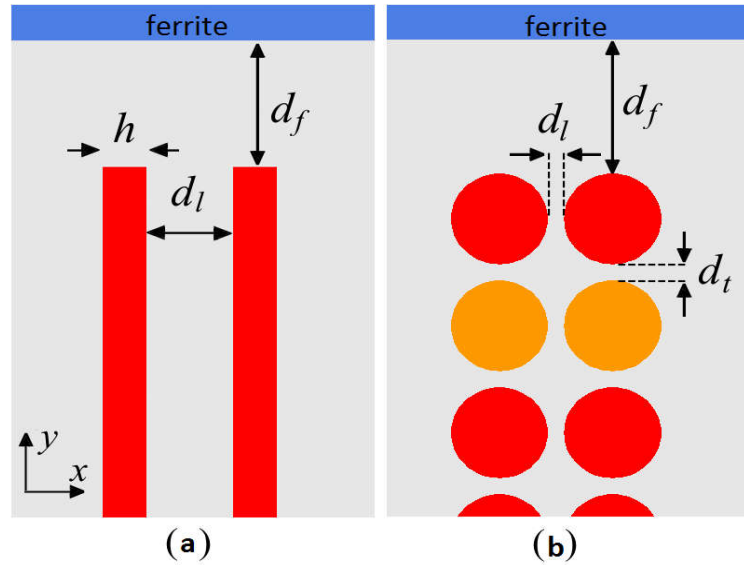 ferrite
d_f
h
d_l
y
x
(a)
ferrite
d_f
d_l
d_t
(b)